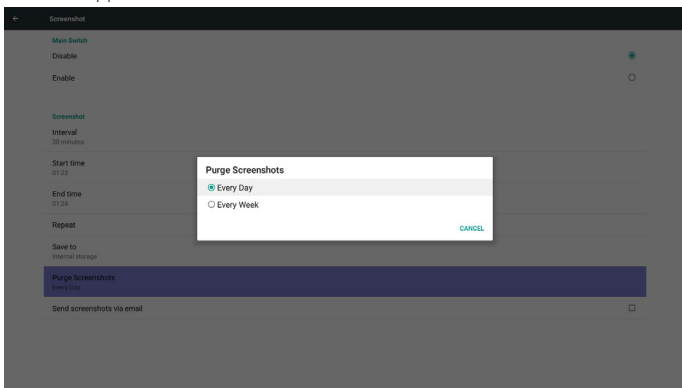 Screenshot
Main Switch
Disable
Enable
Screenshot
Interval
30 minutes
Start time
01:23
End time
01:24
Repeat
Save to
Internal storage
Purge Screenshots
Every Day
Send screenshots via email
Purge Screenshots
Every Day
Every Week
CANCEL